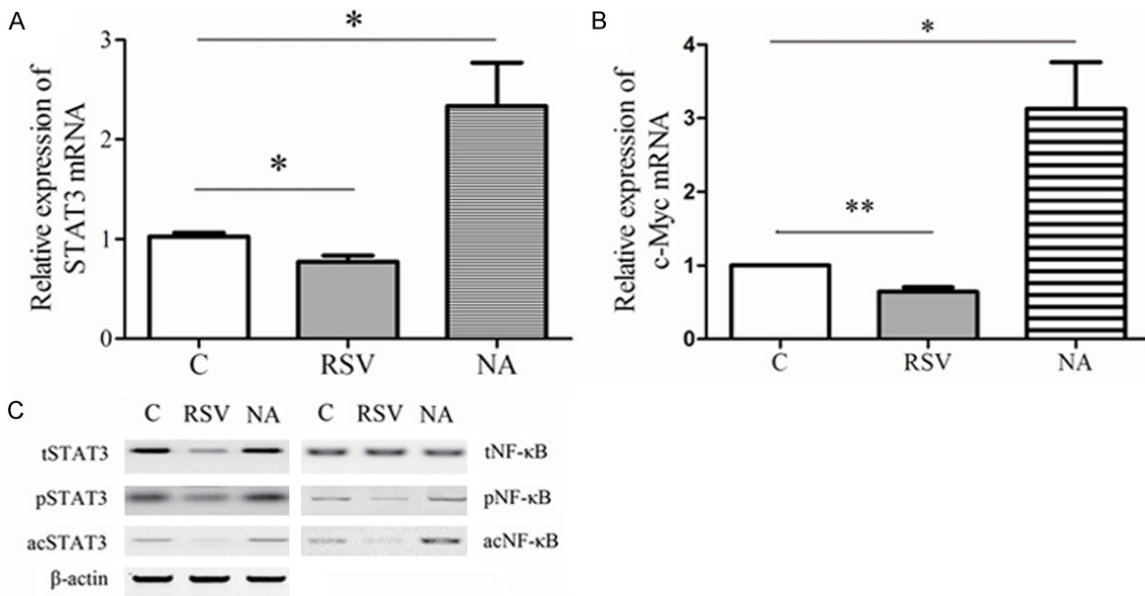 A
Relative expression of
STAT3 mRNA
3
2
1
0
*
*
C RSV NA
B
Relative expression of
c-Myc mRNA
4
3
2
1
0
*
**
C RSV NA
C
C RSV NA C RSV NA
tSTAT3 tNF-κB
pSTAT3 pNF-κB
acSTAT3 acNF-κB
β-actin